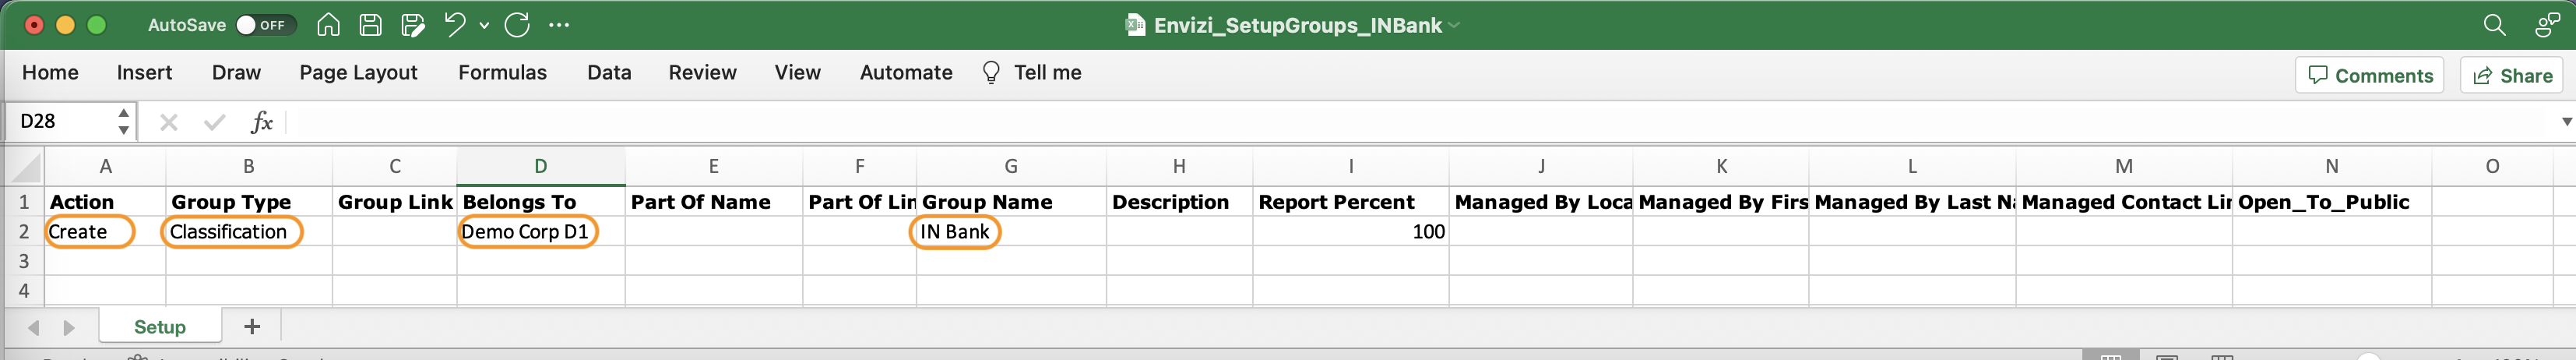 AutoSave OFF Envizi_SetupGroups_INBank
Home Insert Draw Page Layout Formulas Data Review View Automate Tell me Comments Share
D28 fx
A B C D E F G H I J K L M N O
1 Action Group Type Group Link Belongs To Part Of Name Part Of Lin Group Name Description Report Percent Managed By Loca Managed By Firs Managed By Last Na Managed Contact Lin Open_To_Public
2 Create Classification Demo Corp D1 IN Bank 100
3
4
Setup +